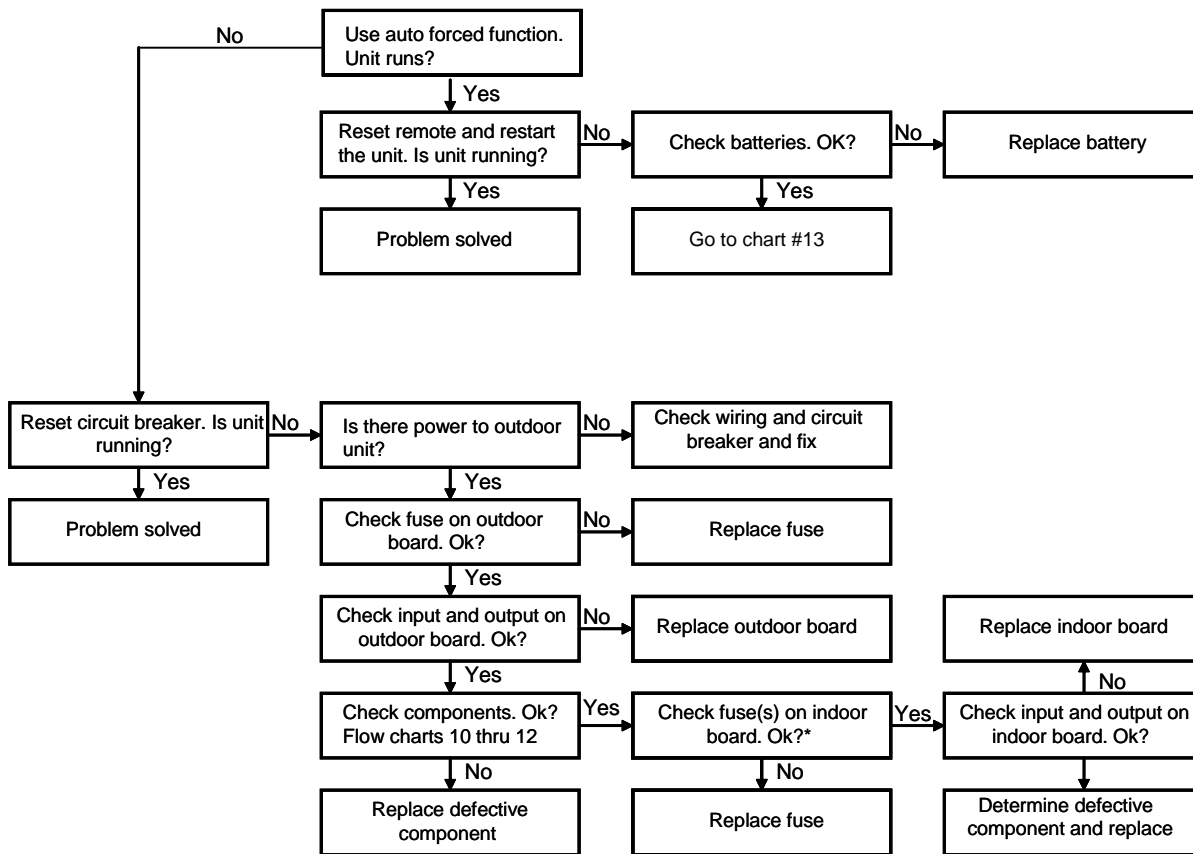 No
Use auto forced function.
Unit runs?
Yes
Reset remote and restart
the unit. Is unit running?
No
Check batteries. OK?
No
Replace battery
Yes
Yes
Problem solved
Go to chart #13
Reset circuit breaker. Is unit
running?
No
Is there power to outdoor
unit?
No
Check wiring and circuit
breaker and fix
Yes
Yes
Problem solved
Check fuse on outdoor
board. Ok?
No
Replace fuse
Yes
Check input and output on
outdoor board. Ok?
No
Replace outdoor board
Replace indoor board
Yes
No
Check components. Ok?
Flow charts 10 thru 12
Yes
Check fuse(s) on indoor
board. Ok?*
Yes
Check input and output on
indoor board. Ok?
No
No
Replace defective
component
Replace fuse
Determine defective
component and replace